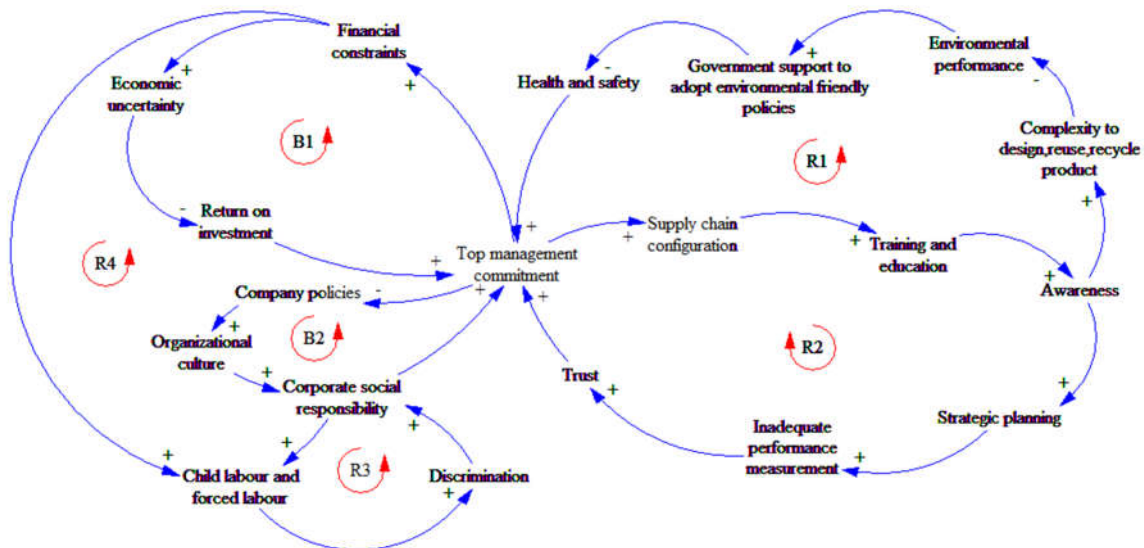 Financial
constraints
Economic
uncertainty
Return on
investment
Health and safety
Government support to
adopt environmental friendly
policies
Environmental
performance
Complexity to
design,reuse,recycle
product
B1
R1
R4
Supply chain
configuration
Training and
education
Awareness
Top management
commitment
Company policies
Organizational
culture
B2
Corporate social
responsibility
R2
Trust
Strategic planning
Inadequate
performance
measurement
R3
Discrimination
Child labour and
forced labour
+
+
+
-
+
+
-
+
-
+
+
+
+
+
+
+
-
+
+
+
+
+
+
+
+
+